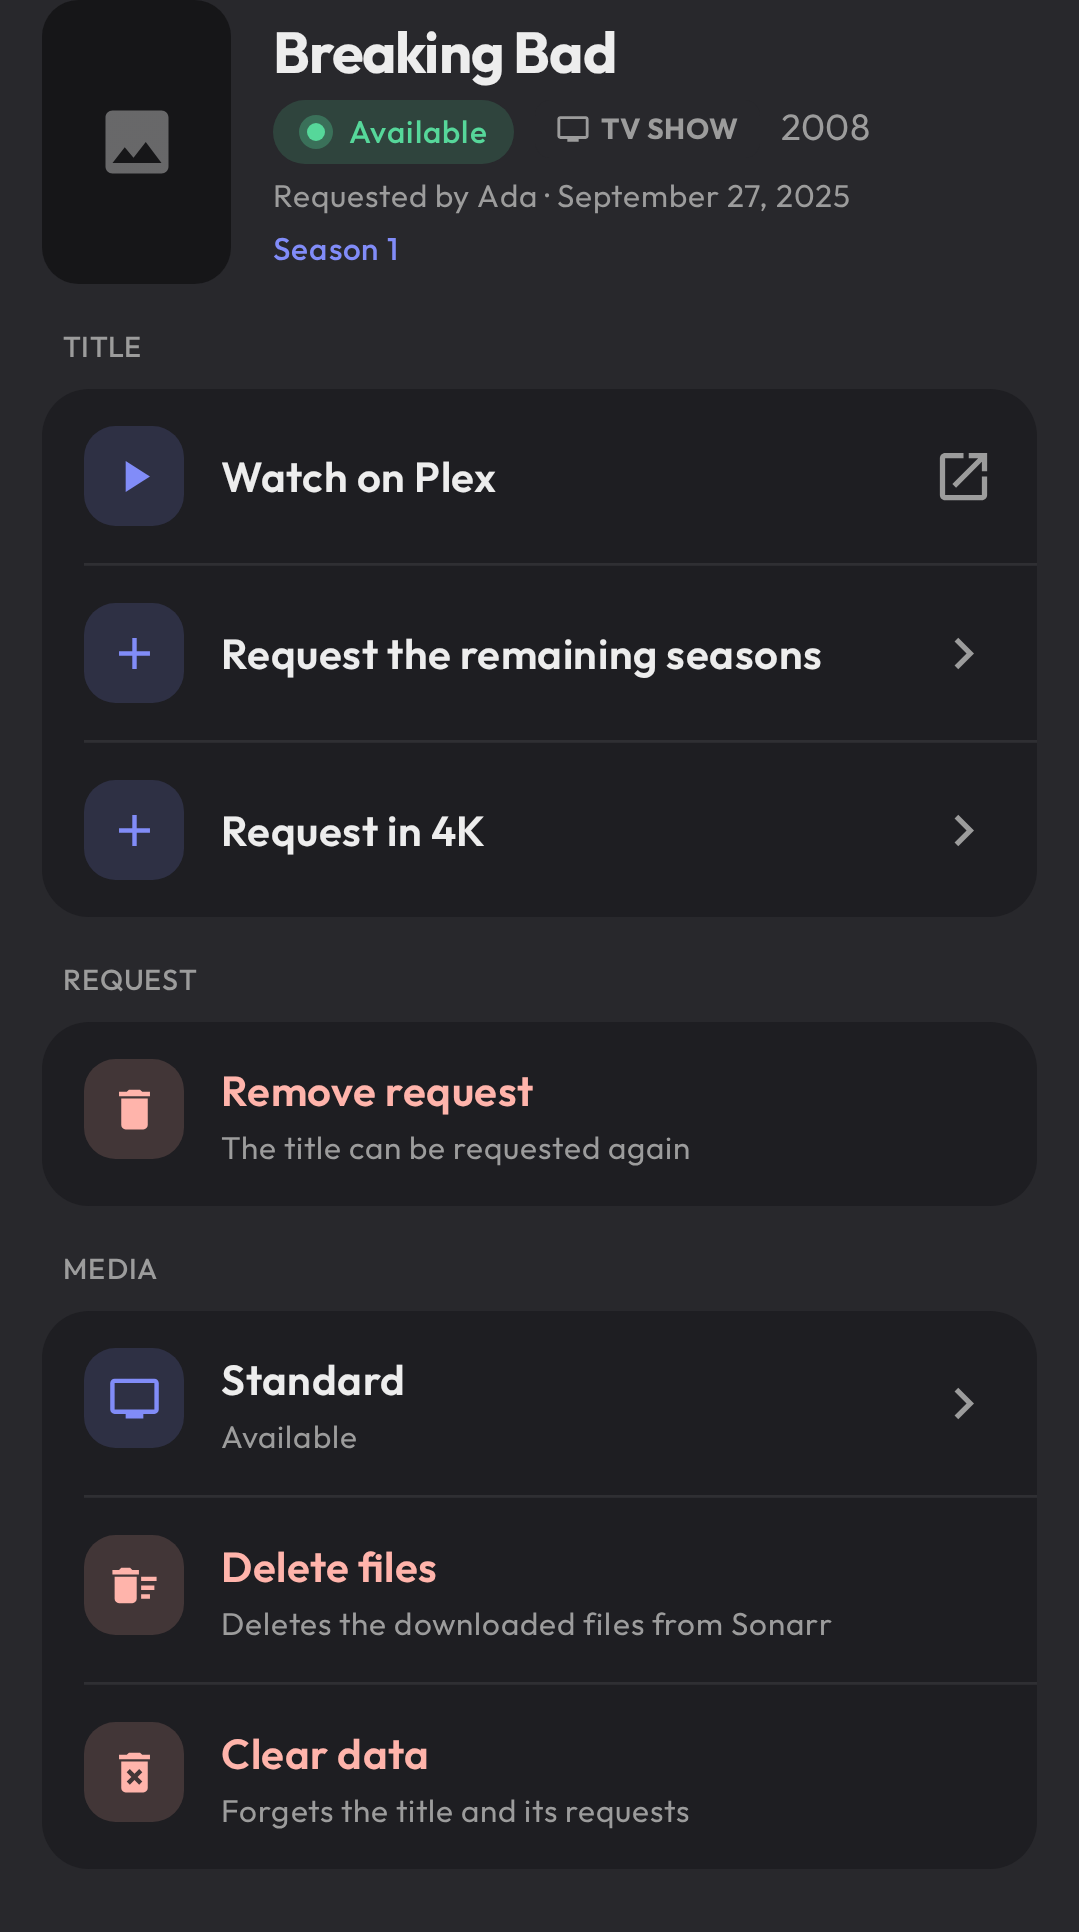 Breaking Bad
Available TV SHOW 2008
Requested by Ada · September 27, 2025
Season 1
TITLE
Watch on Plex
Request the remaining seasons
Request in 4K
REQUEST
Remove request
The title can be requested again
MEDIA
Standard
Available
Delete files
Deletes the downloaded files from Sonarr
Clear data
Forgets the title and its requests